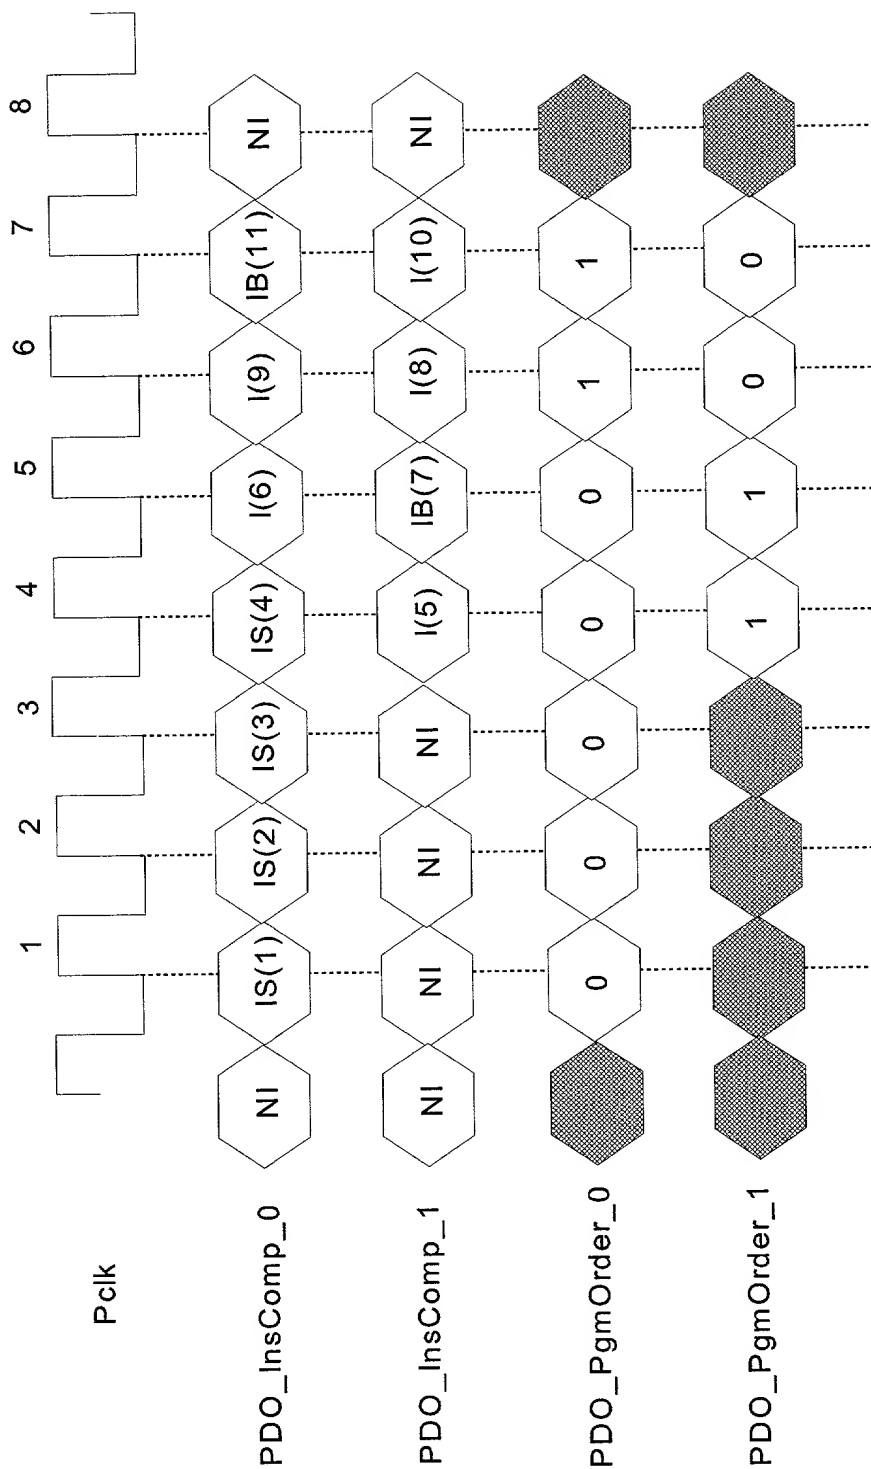 1 2 3 4 5 6 7 8
Pclk
PDO_InsComp_0 NI IS(1) IS(2) IS(3) IS(4) I(6) I(9) IB(11) NI
PDO_InsComp_1 NI NI NI NI I(5) IB(7) I(8) I(10) NI
PDO_PgmOrder_0 0 0 0 0 0 1 1
PDO_PgmOrder_1 1 1 0 0